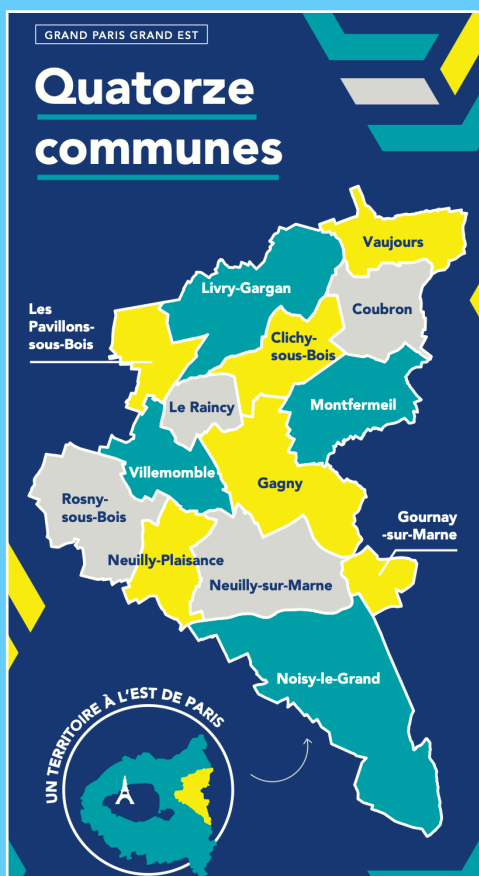 GRAND PARIS GRAND EST
Quatorze
communes
Vaujours
Livry-Gargan
Coubron
Les
Pavillons-
sous-Bois
Clichy-
sous-Bois
Le Raincy
Montfermeil
Villemomble
Gagny
Rosny-
sous-Bois
Gournay
-sur-Marne
Neuilly-Plaisance
Neuilly-sur-Marne
Noisy-le-Grand
UN TERRITOIRE À L'EST DE PARIS